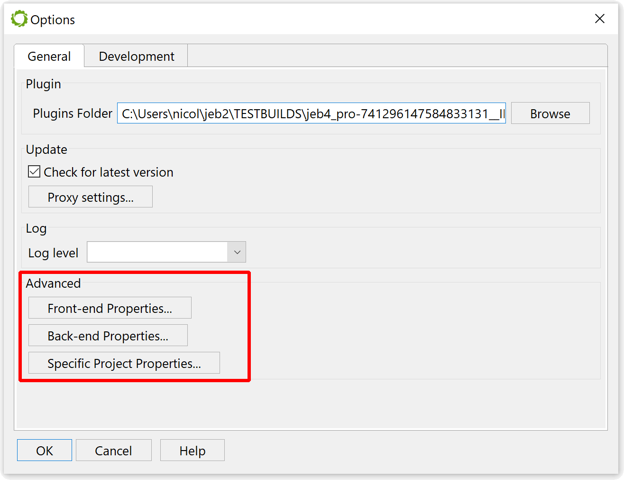 Options
General Development
Plugin
Plugins Folder C:\Users\nicol\jeb2\TESTBUILDS\jeb4_pro-741296147584833131__ Browse
Update
Check for latest version
Proxy settings...
Log
Log level
Advanced
Front-end Properties...
Back-end Properties...
Specific Project Properties...
OK Cancel Help